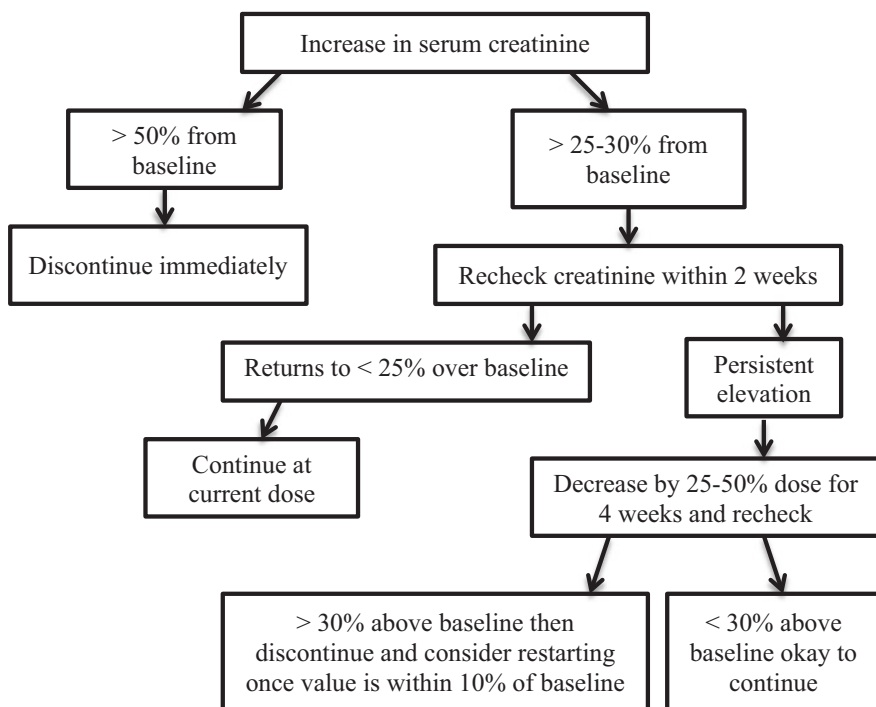 Increase in serum creatinine
> 50% from
baseline
> 25-30% from
baseline
Discontinue immediately
Recheck creatinine within 2 weeks
Returns to < 25% over baseline
Persistent
elevation
Continue at
current dose
Decrease by 25-50% dose for
4 weeks and recheck
> 30% above baseline then
discontinue and consider restarting
once value is within 10% of baseline
< 30% above
baseline okay to
continue